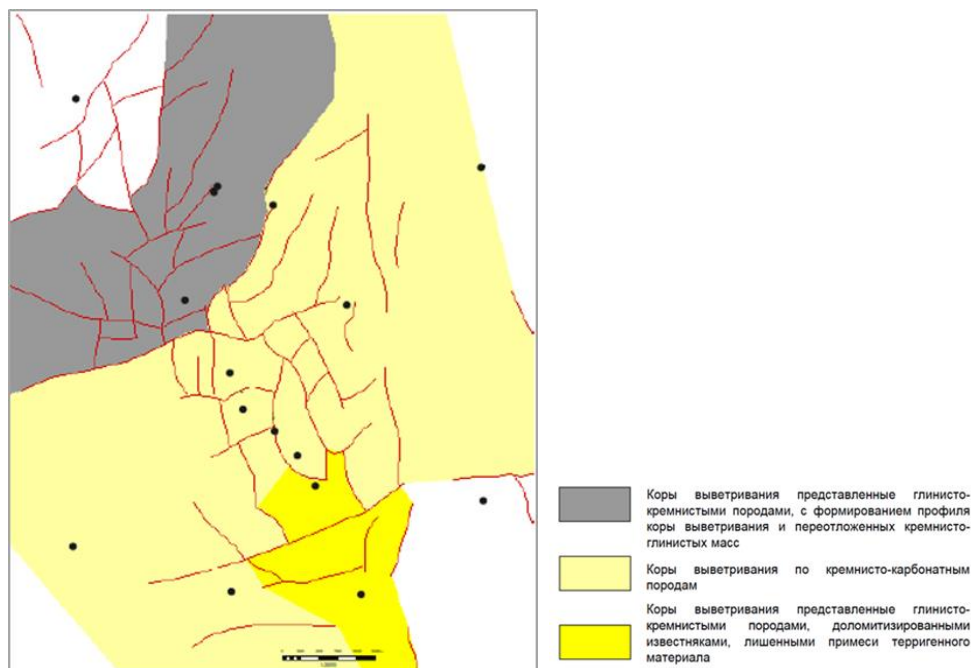 Коры выветривания представленные глинисто-
кремнистыми породами, с формированием профиля
коры выветривания и переотложенных кремнисто-
глинистых масс
Коры выветривания по кремнисто-карбонатным
породам
Коры выветривания представленные глинисто-
кремнистыми породами, доломитизированными
известняками, лишенными примеси терригенного
материала